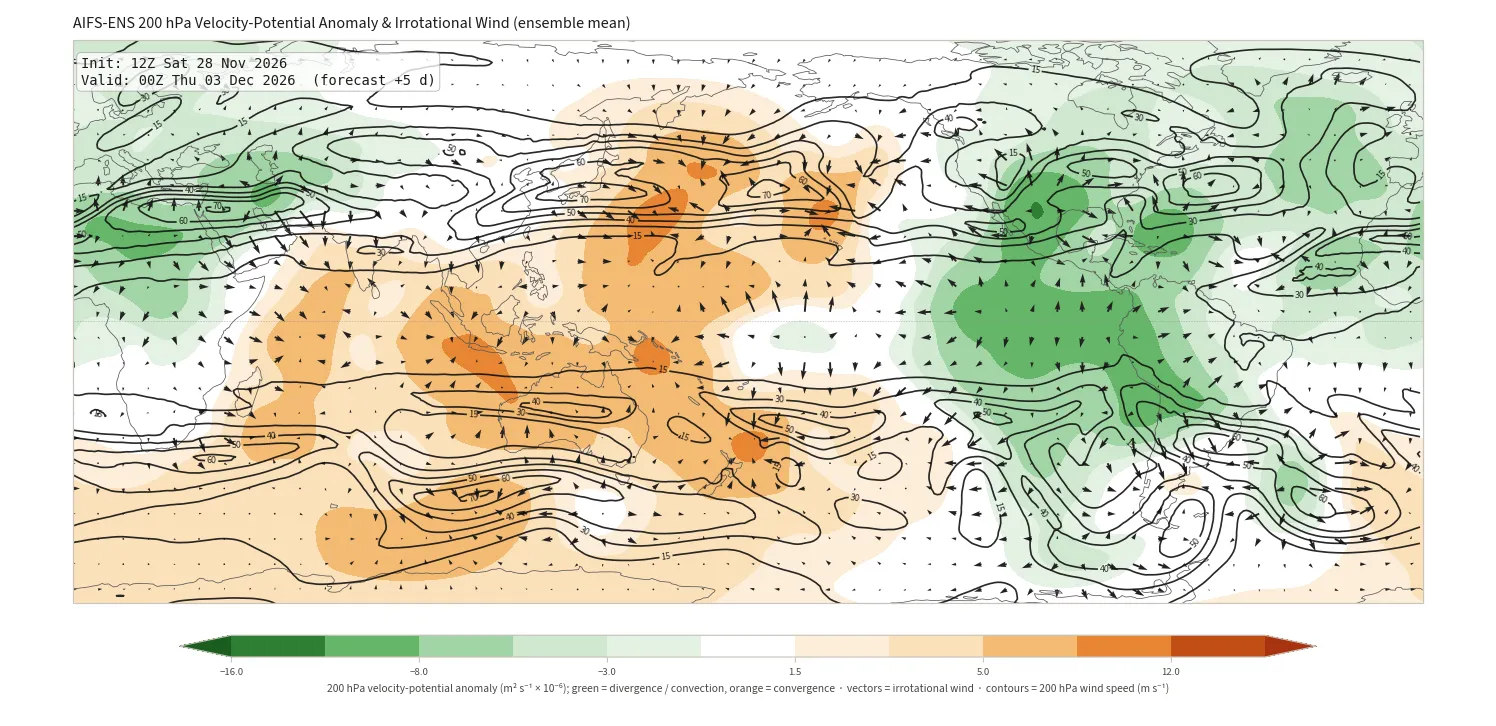 AIFS-ENS 200 hPa Velocity-Potential Anomaly & Irrotational Wind (ensemble mean)
Init: 12Z Sat 28 Nov 2026
Valid: 00Z Thu 03 Dec 2026 (forecast +5 d)
−16.0 −8.0 −3.0 1.5 5.0 12.0
200 hPa velocity-potential anomaly (m² s⁻¹ × 10⁻⁶); green = divergence / convection, orange = convergence · vectors = irrotational wind · contours = 200 hPa wind speed (m s⁻¹)